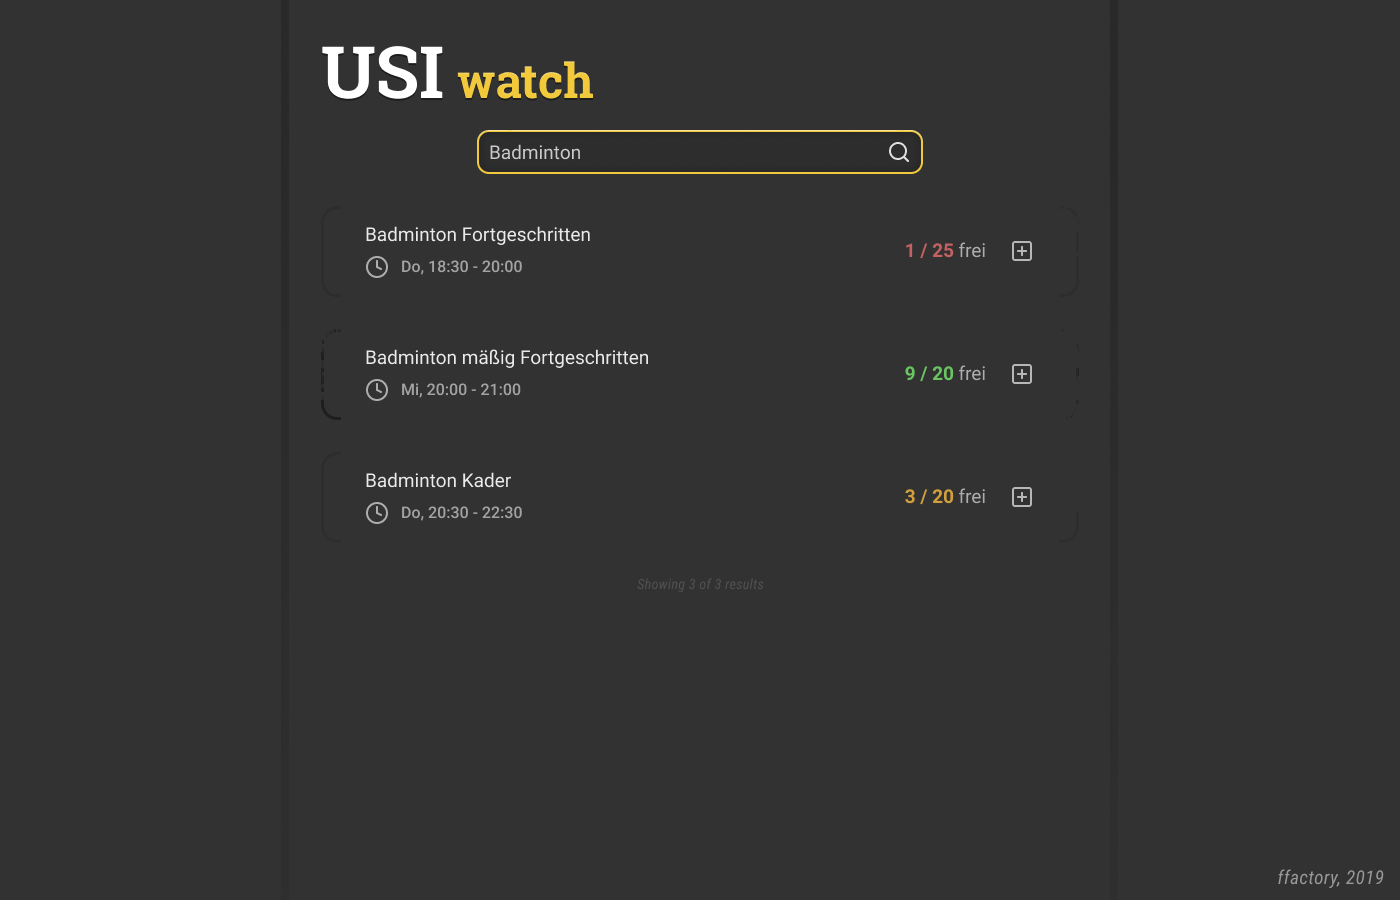 USI watch
Badminton
Badminton Fortgeschritten
Do, 18:30 - 20:00
1 / 25 frei
Badminton mäßig Fortgeschritten
Mi, 20:00 - 21:00
9 / 20 frei
Badminton Kader
Do, 20:30 - 22:30
3 / 20 frei
Showing 3 of 3 results
ffactory, 2019